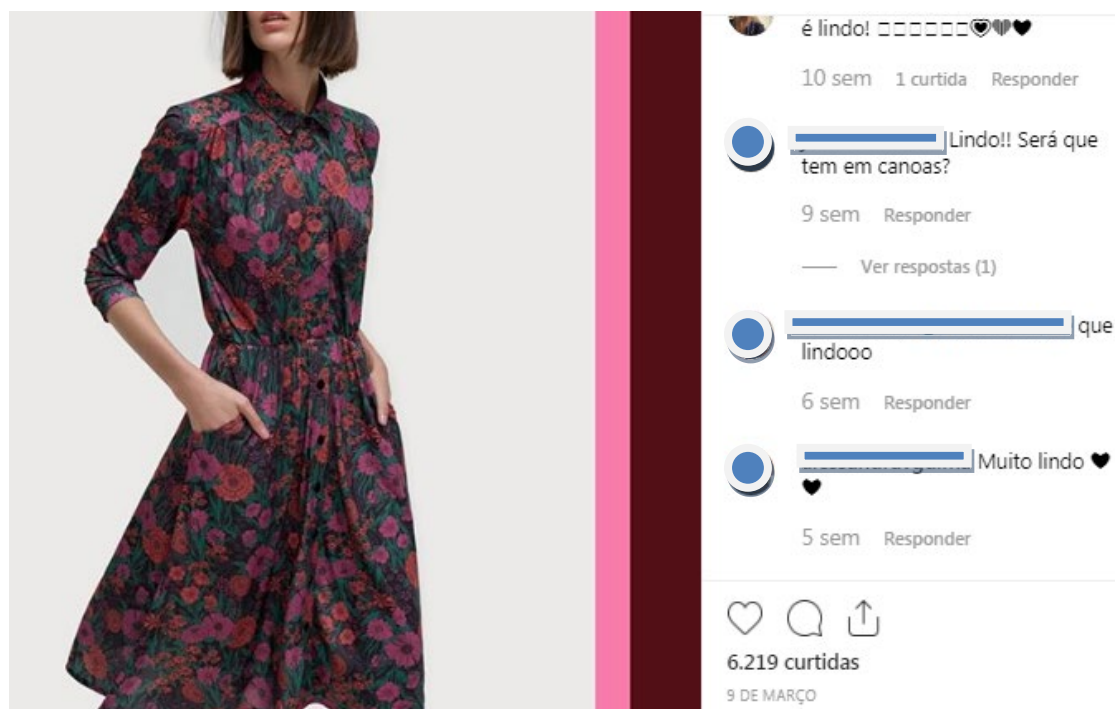 é lindo! □□□□□□💟💗🖤
10 sem 1 curtida Responder
Lindo!! Será que
tem em canoas?
9 sem Responder
Ver respostas (1)
que
lindooo
6 sem Responder
Muito lindo 🖤
🖤
5 sem Responder
6.219 curtidas
9 DE MARÇO